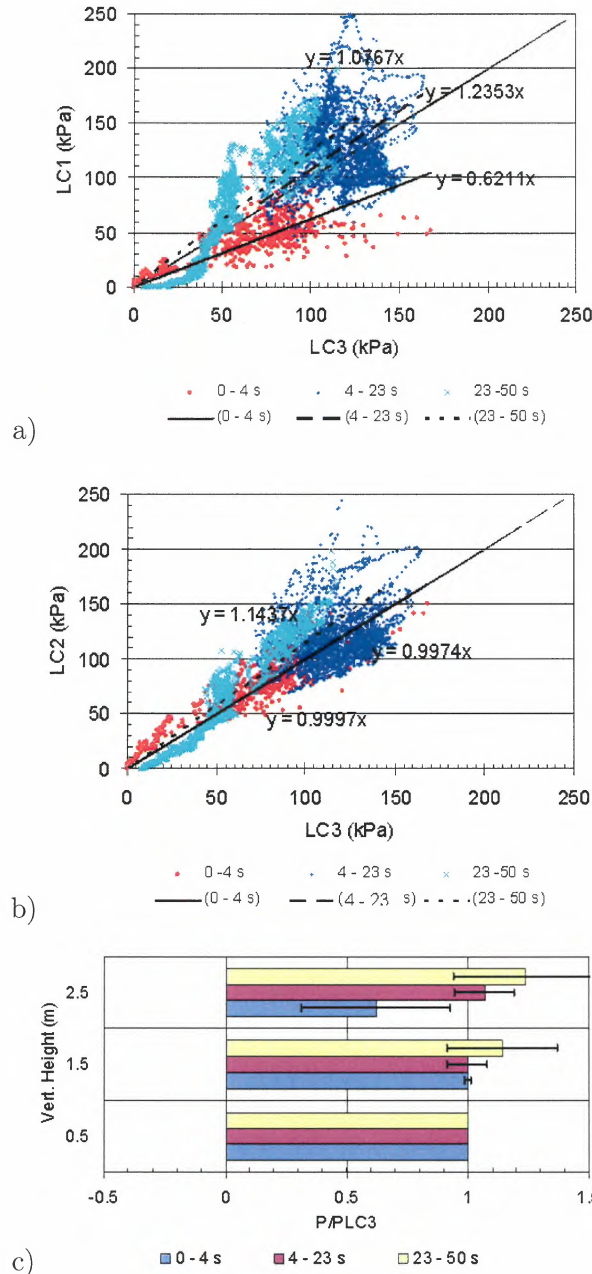 250
y = 1.0767x
200
y = 1.2353x
150
LC1 (kPa)
100
y = 0.6211x
50
0
0 50 100 150 200 250
LC3 (kPa)
0 - 4 s 4 - 23 s 23 -50 s
(0 - 4 s) (4 - 23 s) (23 - 50 s)
a)
250
200
150
y = 1.1437x
LC2 (kPa)
100
y = 0.9974x
50
y = 0.9997x
0
0 50 100 150 200 250
LC3 (kPa)
0 -4 s 4 - 23 s 23 -50 s
(0 - 4 s) (4 - 23 s) (23 - 50 s)
b)
2.5
Vert. Height (m)
1.5
0.5
-0.5 0 0.5 1 1.5
P/PLC3
c)
0 - 4 s 4 - 23 s 23 - 50 s